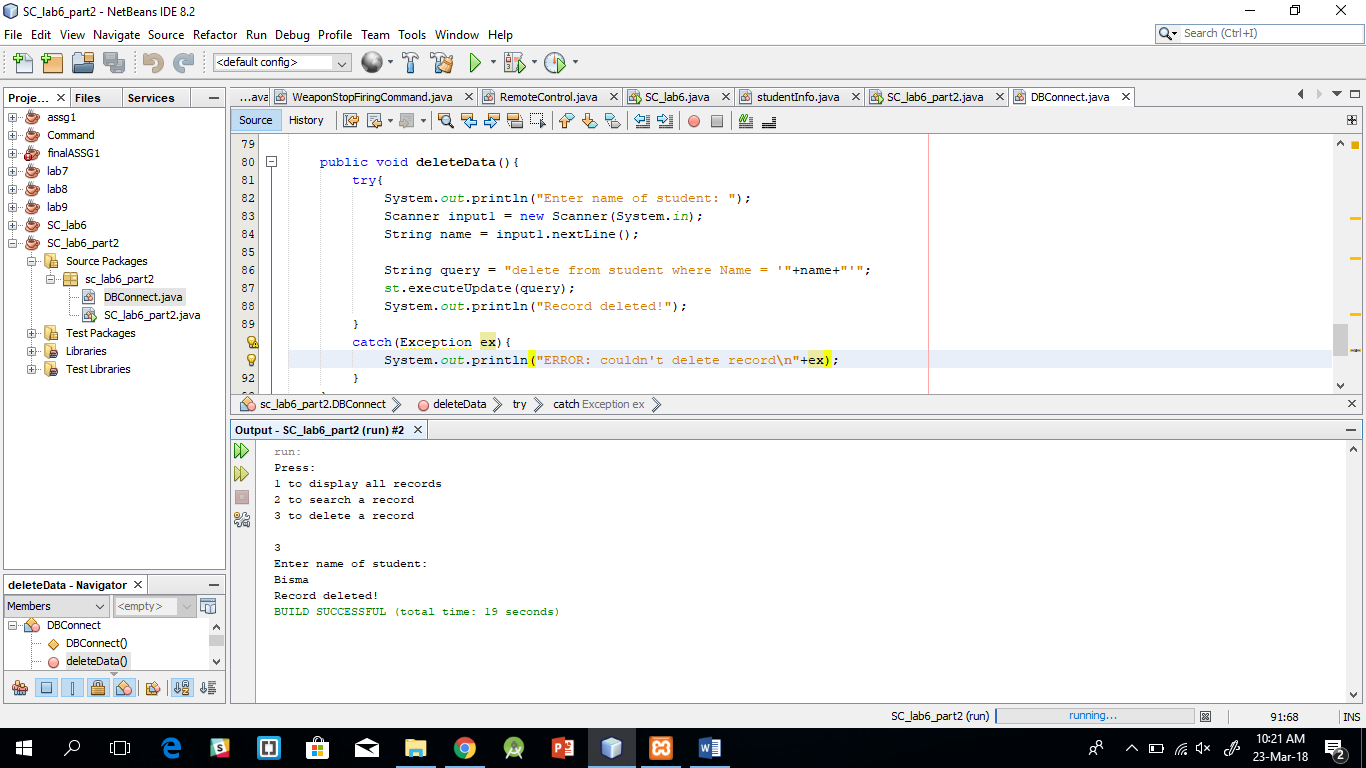 SC_lab6_part2 - NetBeans IDE 8.2
File Edit View Navigate Source Refactor Run Debug Profile Team Tools Window Help
Search (Ctrl+I)
<default config>
Proje... Files Services
...ava WeaponStopFiringCommand.java RemoteControl.java SC_lab6.java studentInfo.java SC_lab6_part2.java DBConnect.java
Source History
assg1
Command
finalASSG1
lab7
lab8
lab9
SC_lab6
SC_lab6_part2
Source Packages
sc_lab6_part2
DBConnect.java
SC_lab6_part2.java
Test Packages
Libraries
Test Libraries
79
80 public void deleteData(){
81 try{
82 System.out.println("Enter name of student: ");
83 Scanner input1 = new Scanner(System.in);
84 String name = input1.nextLine();
85
86 String query = "delete from student where Name = '"+name+"'";
87 st.executeUpdate(query);
88 System.out.println("Record deleted!");
89 }
catch(Exception ex){
System.out.println("ERROR: couldn't delete record\n"+ex);
92 }
sc_lab6_part2.DBConnect deleteData try catch Exception ex
Output - SC_lab6_part2 (run) #2
run:
Press:
1 to display all records
2 to search a record
3 to delete a record
3
Enter name of student:
Bisma
Record deleted!
BUILD SUCCESSFUL (total time: 19 seconds)
deleteData - Navigator
Members <empty>
DBConnect
DBConnect()
deleteData()
SC_lab6_part2 (run) running... 91:68 INS
10:21 AM
23-Mar-18
2